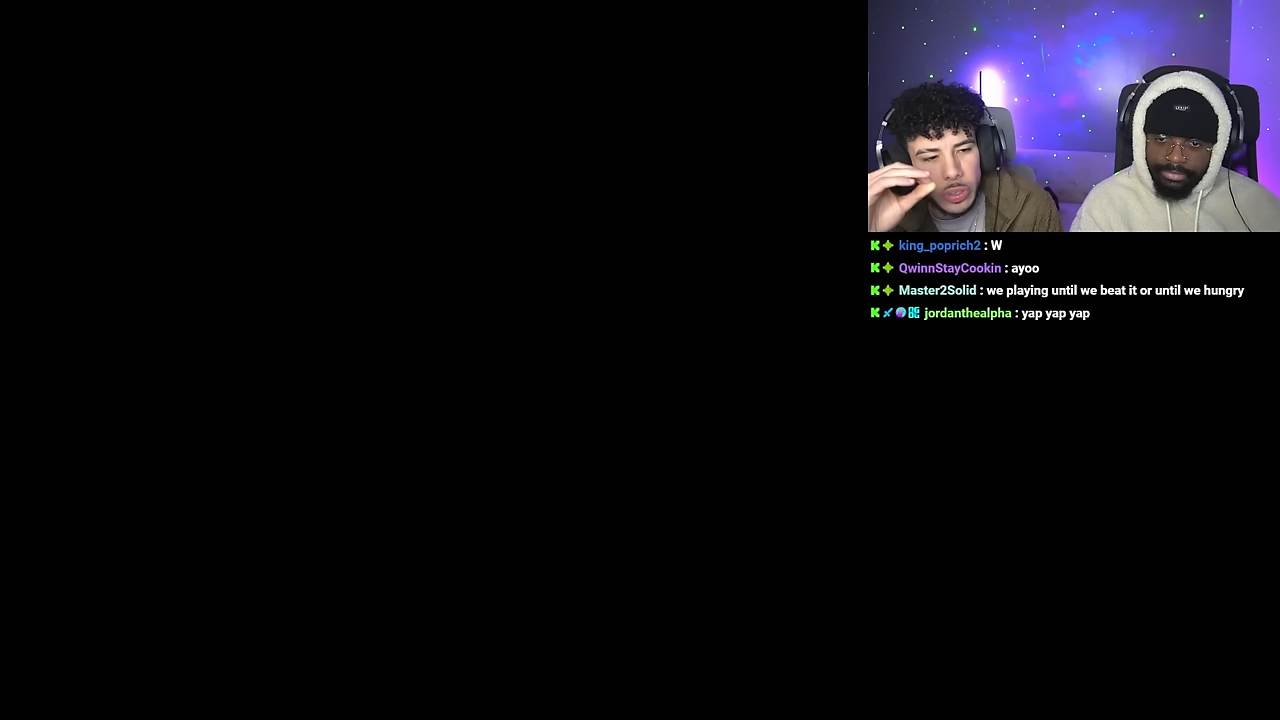 king_poprich2 : W
QwinnStayCookin : ayoo
Master2Solid : we playing until we beat it or until we hungry
jordanthealpha : yap yap yap